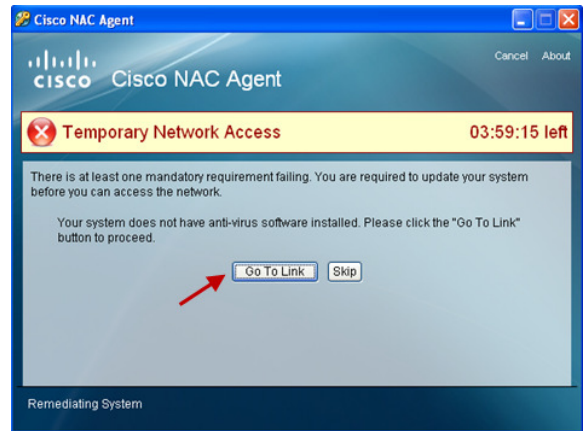 Cisco NAC Agent
Cancel About
CISCO Cisco NAC Agent
Temporary Network Access 03:59:15 left
There is at least one mandatory requirement failing. You are required to update your system
before you can access the network.
Your system does not have anti-virus software installed. Please click the "Go To Link"
button to proceed.
Go To Link Skip
Remediating System